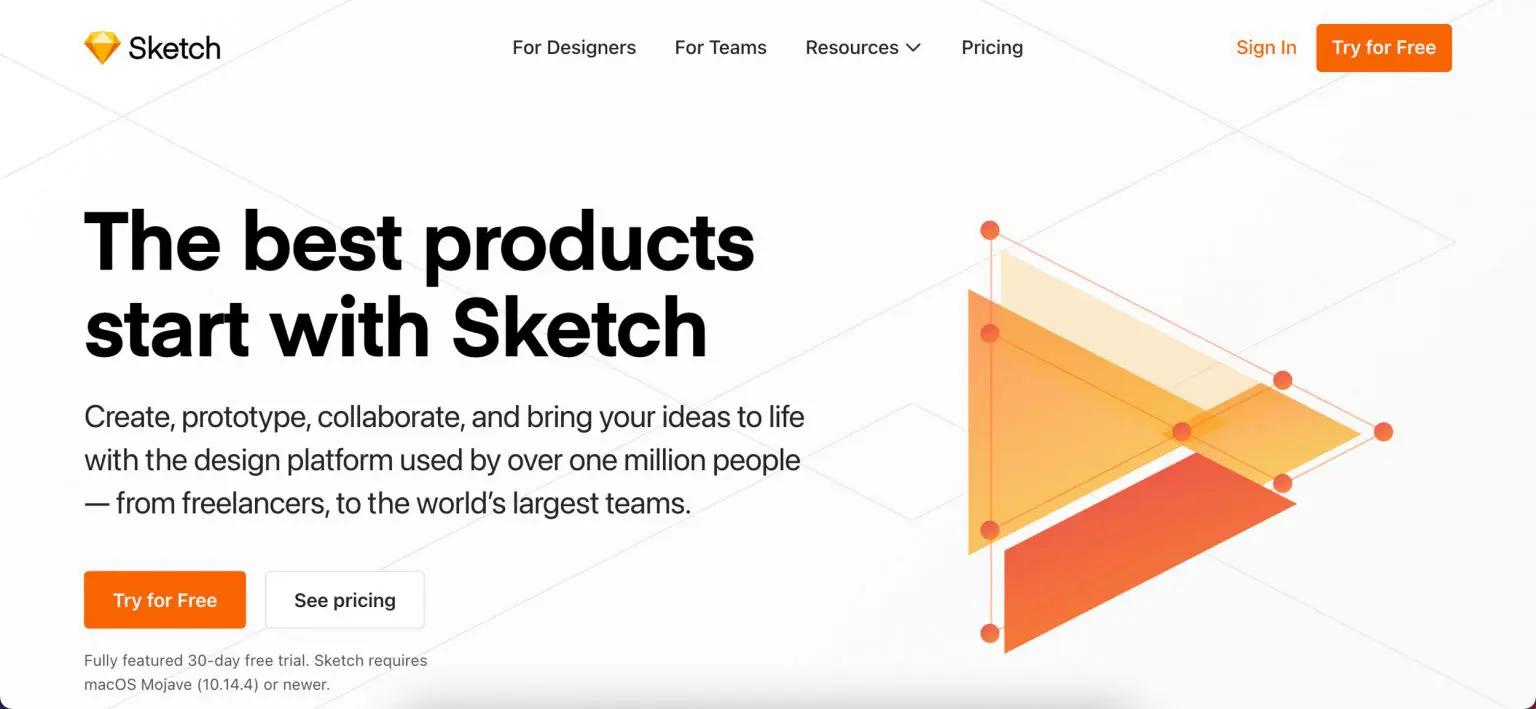 Sketch
For Designers
For Teams
Resources
Pricing
Sign In
Try for Free
The best products
start with Sketch
Create, prototype, collaborate, and bring your ideas to life
with the design platform used by over one million people
— from freelancers, to the world’s largest teams.
Try for Free
See pricing
Fully featured 30-day free trial. Sketch requires
macOS Mojave (10.14.4) or newer.